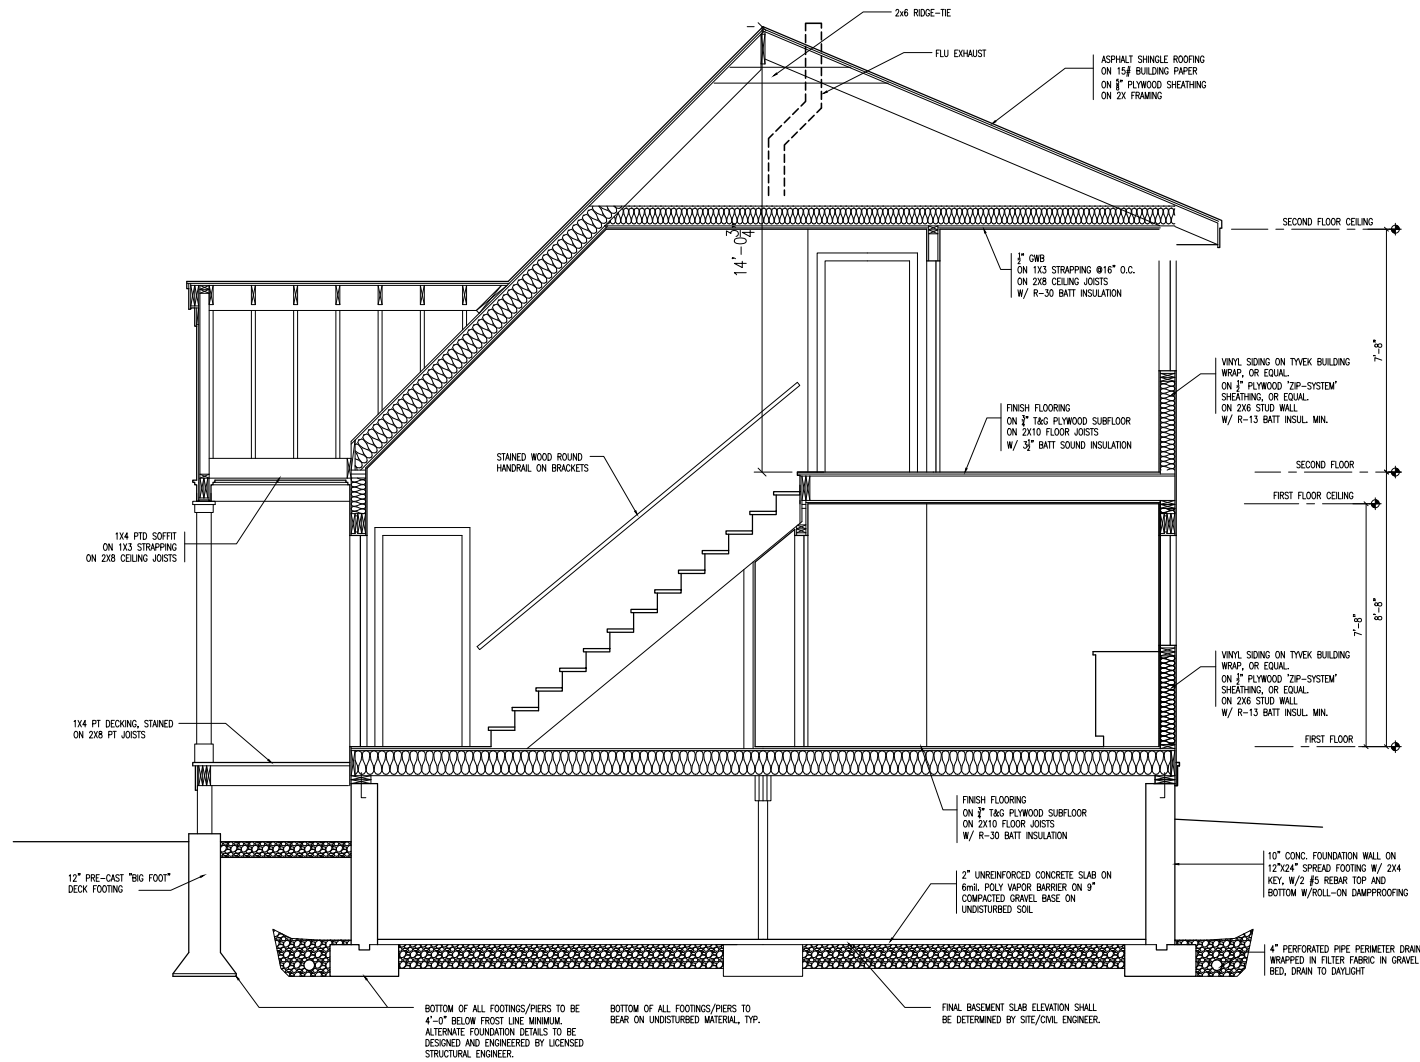 2x6 RIDGE-TIE
FLU EXHAUST
ASPHALT SHINGLE ROOFING
ON 15# BUILDING PAPER
ON 5/8" PLYWOOD SHEATHING
ON 2X FRAMING
SECOND FLOOR CEILING
14'-0 3/4"
1/2" GWB
ON 1X3 STRAPPING @16" O.C.
ON 2X8 CEILING JOISTS
W/ R-30 BATT INSULATION
7'-8"
VINYL SIDING ON TYVEK BUILDING
WRAP, OR EQUAL.
ON 1/2" PLYWOOD 'ZIP-SYSTEM'
SHEATHING, OR EQUAL.
ON 2X6 STUD WALL
W/ R-13 BATT INSUL. MIN.
FINISH FLOORING
ON 3/4" T&G PLYWOOD SUBFLOOR
ON 2X10 FLOOR JOISTS
W/ 3 1/2" BATT SOUND INSULATION
STAINED WOOD ROUND
HANDRAIL ON BRACKETS
SECOND FLOOR
FIRST FLOOR CEILING
1X4 PTD SOFFIT
ON 1X3 STRAPPING
ON 2X8 CEILING JOISTS
7'-8"
8'-8"
VINYL SIDING ON TYVEK BUILDING
WRAP, OR EQUAL.
ON 1/2" PLYWOOD 'ZIP-SYSTEM'
SHEATHING, OR EQUAL.
ON 2X6 STUD WALL
W/ R-13 BATT INSUL. MIN.
1X4 PT DECKING, STAINED
ON 2X8 PT JOISTS
FIRST FLOOR
FINISH FLOORING
ON 3/4" T&G PLYWOOD SUBFLOOR
ON 2X10 FLOOR JOISTS
W/ R-30 BATT INSULATION
12" PRE-CAST "BIG FOOT"
DECK FOOTING
2" UNREINFORCED CONCRETE SLAB ON
6mil. POLY VAPOR BARRIER ON 9"
COMPACTED GRAVEL BASE ON
UNDISTURBED SOIL
10" CONC. FOUNDATION WALL ON
12"X24" SPREAD FOOTING W/ 2X4
KEY, W/2 #5 REBAR TOP AND
BOTTOM W/ROLL-ON DAMPPROOFING
4" PERFORATED PIPE PERIMETER DRAIN
WRAPPED IN FILTER FABRIC IN GRAVEL
BED, DRAIN TO DAYLIGHT
BOTTOM OF ALL FOOTINGS/PIERS TO BE
4'-0" BELOW FROST LINE MINIMUM.
ALTERNATE FOUNDATION DETAILS TO BE
DESIGNED AND ENGINEERED BY LICENSED
STRUCTURAL ENGINEER.
BOTTOM OF ALL FOOTINGS/PIERS TO
BEAR ON UNDISTURBED MATERIAL, TYP.
FINAL BASEMENT SLAB ELEVATION SHALL
BE DETERMINED BY SITE/CIVIL ENGINEER.